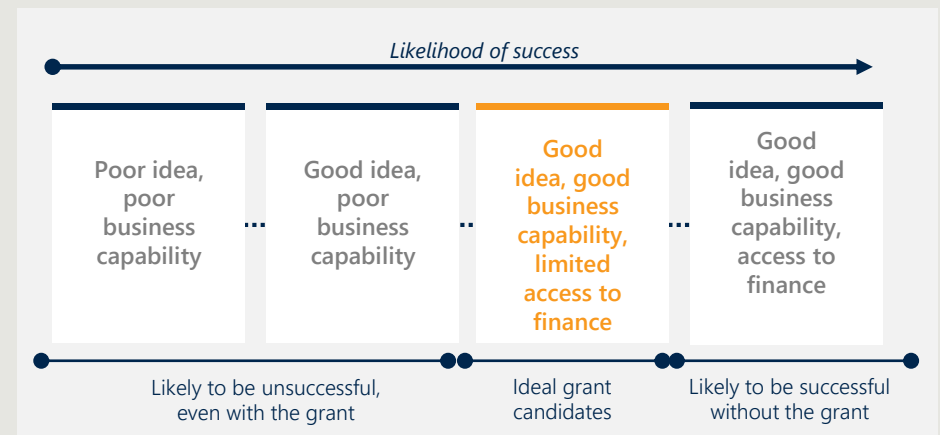 Likelihood of success
Poor idea,
poor
business
capability
Good idea,
poor
business
capability
Good
idea, good
business
capability,
limited
access to
finance
Good
idea, good
business
capability,
access to
finance
Likely to be unsuccessful,
even with the grant
Ideal grant
candidates
Likely to be successful
without the grant